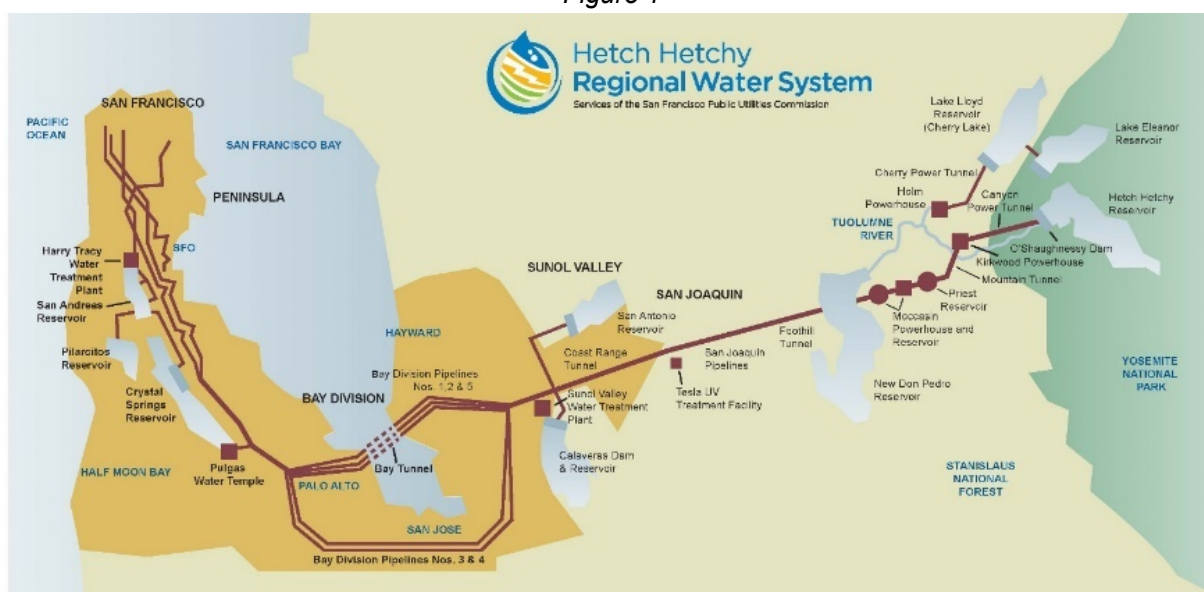 Figure 1
Hetch Hetchy
Regional Water System
Services of the San Francisco Public Utilities Commission
SAN FRANCISCO
PACIFIC
OCEAN
SAN FRANCISCO BAY
PENINSULA
SFO
Harry Tracy
Water
Treatment
Plant
San Andreas
Reservoir
Pilarcitos
Reservoir
Crystal
Springs
Reservoir
HALF MOON BAY
Pulgas
Water Temple
PALO ALTO
SAN JOSE
Bay Division Pipelines Nos. 3 & 4
BAY DIVISION
Bay Tunnel
Bay Division Pipelines
Nos. 1,2 & 5
HAYWARD
SUNOL VALLEY
San Antonio
Reservoir
Coast Range
Tunnel
Sunol Valley
Water Treatment
Plant
Calaveras Dam
& Reservoir
SAN JOAQUIN
San Joaquin
Pipelines
Tesla UV
Treatment Facility
Foothill
Tunnel
New Don Pedro
Reservoir
Moccasin
Powerhouse and
Reservoir
Priest
Reservoir
Mountain Tunnel
Kirkwood Powerhouse
O'Shaughnessy Dam
TUOLUMNE
RIVER
Holm
Powerhouse
Cherry Power Tunnel
Canyon
Power Tunnel
Lake Lloyd
Reservoir
(Cherry Lake)
Lake Eleanor
Reservoir
Hetch Hetchy
Reservoir
YOSEMITE
NATIONAL
PARK
STANISLAUS
NATIONAL
FOREST